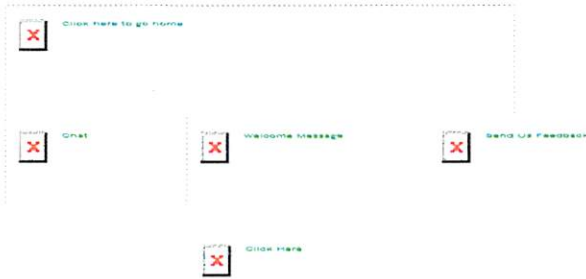 Click here to go home
Chat
Welcome Message
Send Us Feedback
Click Here